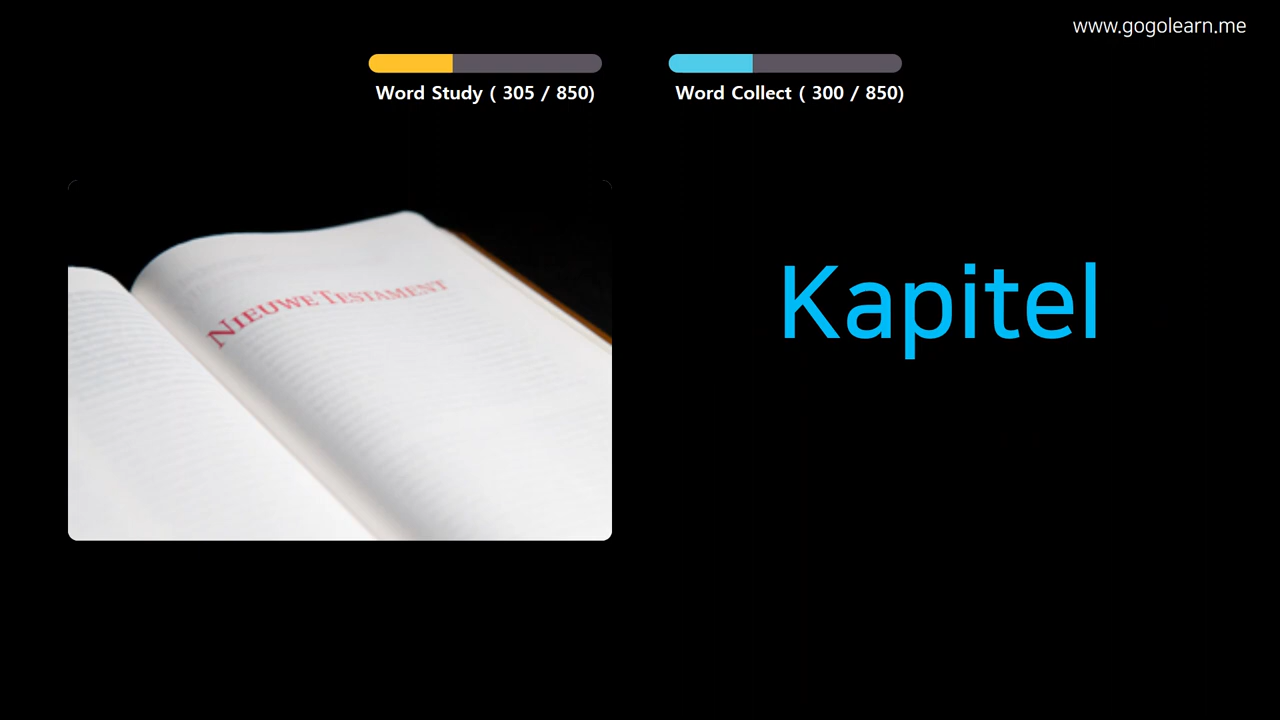 www.gogolearn.me
Word Study ( 305 / 850)
Word Collect ( 300 / 850)
NIEUWE TESTAMENT
Kapitel